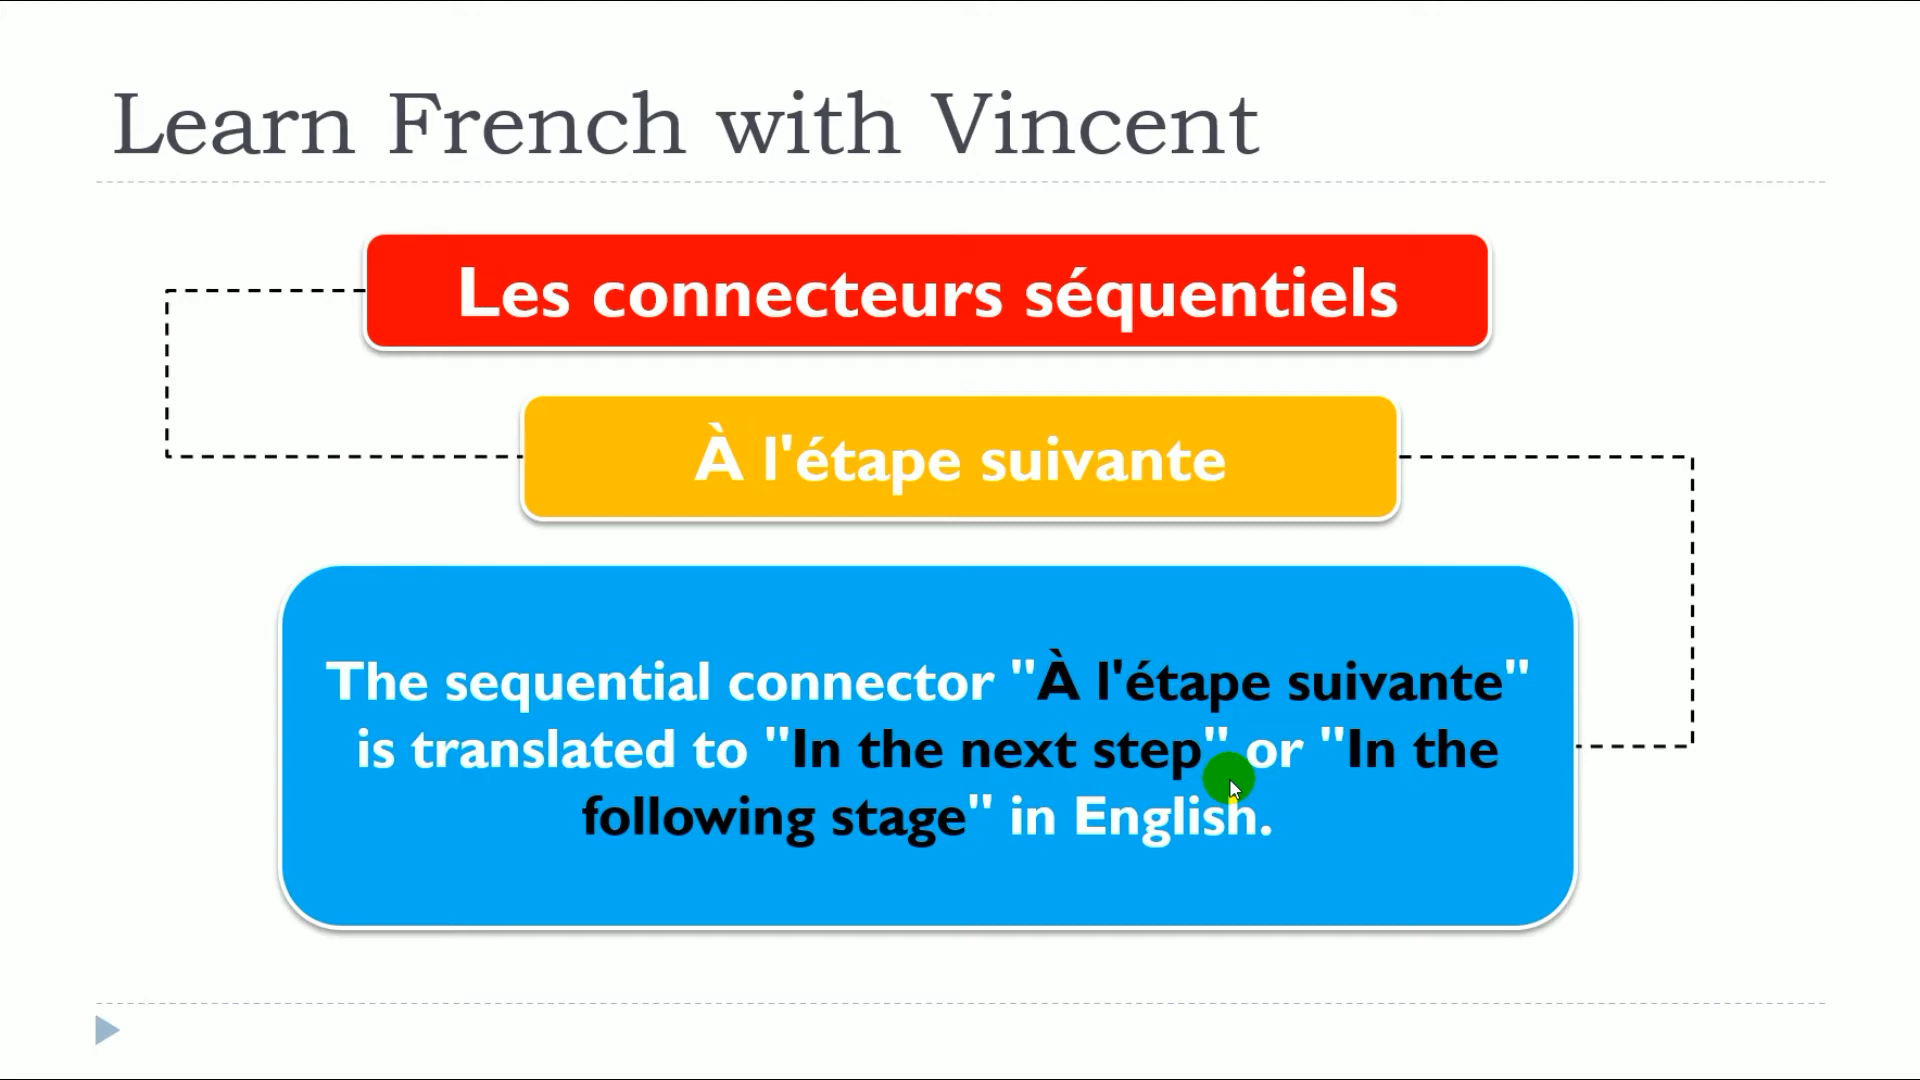 Learn French with Vincent
Les connecteurs séquentiels
À l'étape suivante
The sequential connector "À l'étape suivante"
is translated to "In the next step" or "In the
following stage" in English.